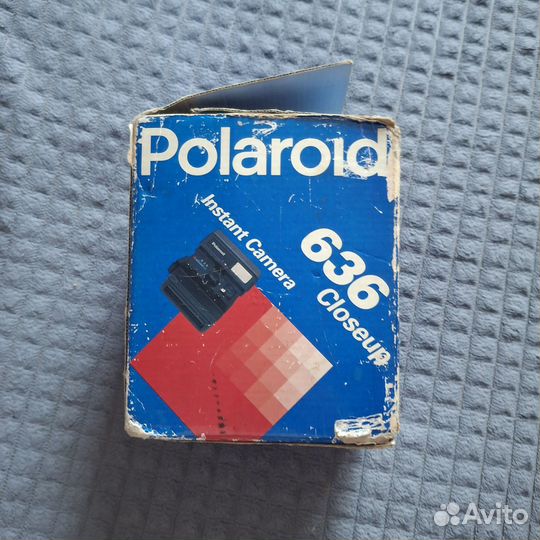 Polaroid
Instant Camera
636
Closeup
Avito